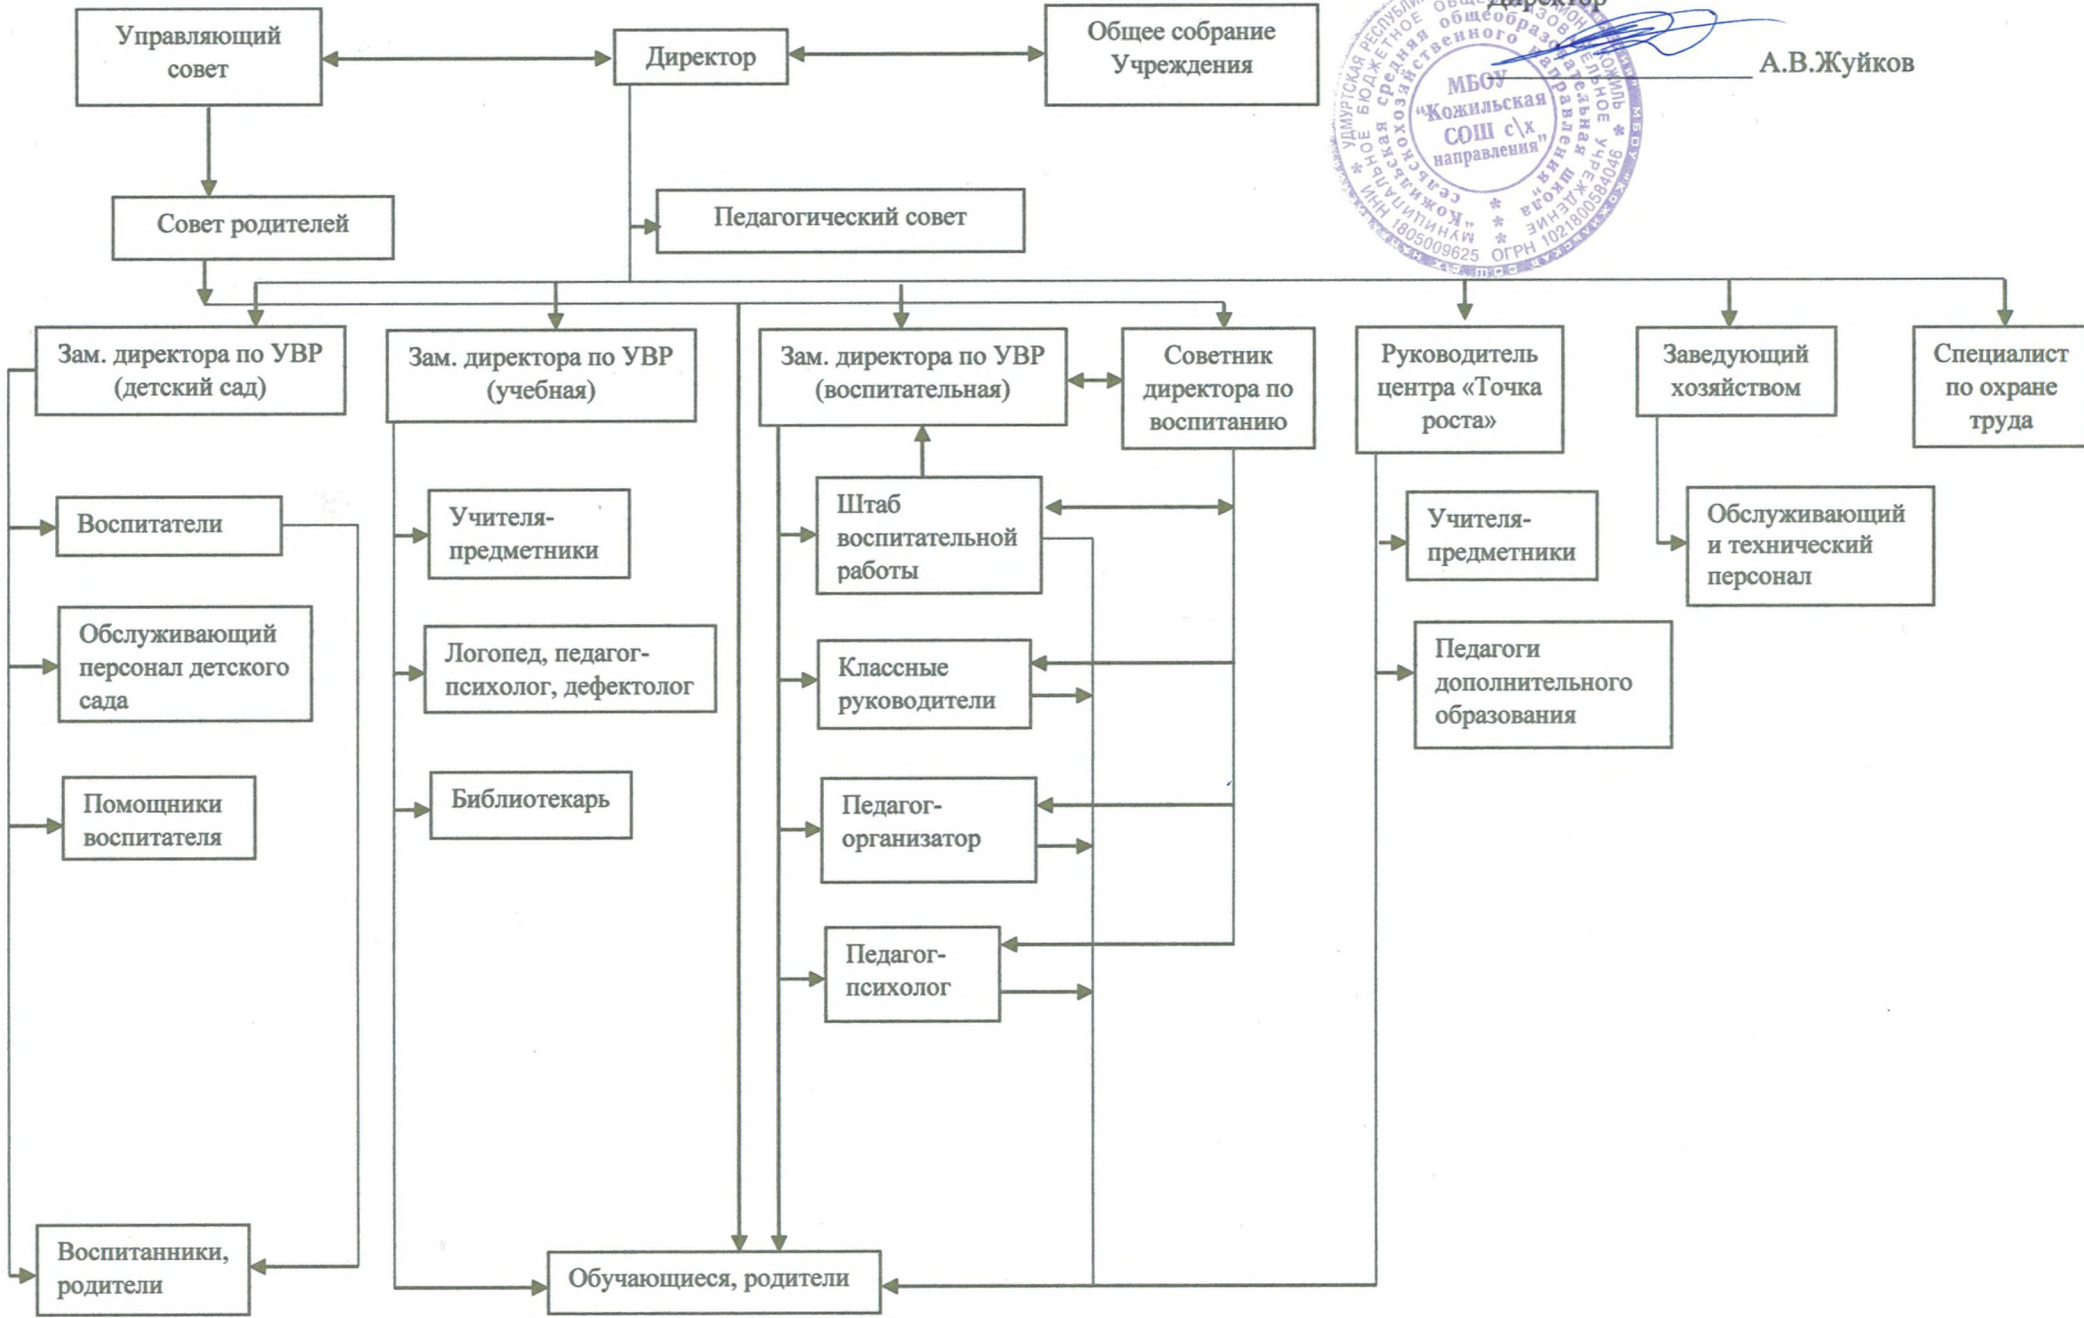 Директор
А.В.Жуйков
МБОУ
"Кожильская
СОШ с\х
направления"
ИНН 1805009625 ОГРН 1021800584046
Управляющий
совет
Директор
Общее собрание
Учреждения
Совет родителей
Педагогический совет
Зам. директора по УВР
(детский сад)
Зам. директора по УВР
(учебная)
Зам. директора по УВР
(воспитательная)
Советник
директора по
воспитанию
Руководитель
центра «Точка
роста»
Заведующий
хозяйством
Специалист
по охране
труда
Воспитатели
Обслуживающий
персонал детского
сада
Помощники
воспитателя
Учителя-
предметники
Логопед, педагог-
психолог, дефектолог
Библиотекарь
Штаб
воспитательной
работы
Классные
руководители
Педагог-
организатор
Педагог-
психолог
Учителя-
предметники
Педагоги
дополнительного
образования
Обслуживающий
и технический
персонал
Воспитанники,
родители
Обучающиеся, родители